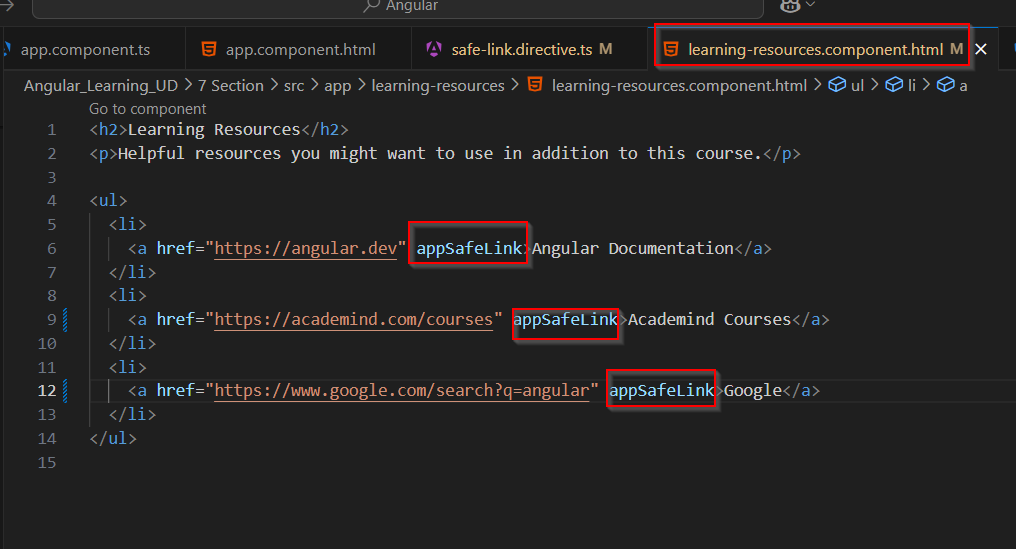 Angular
app.component.ts app.component.html safe-link.directive.ts M learning-resources.component.html M
Angular_Learning_UD > 7 Section > src > app > learning-resources > learning-resources.component.html > ul > li > a
Go to component
1 <h2>Learning Resources</h2>
2 <p>Helpful resources you might want to use in addition to this course.</p>
3
4 <ul>
5 <li>
6 <a href="https://angular.dev" appSafeLink>Angular Documentation</a>
7 </li>
8 <li>
9 <a href="https://academind.com/courses" appSafeLink>Academind Courses</a>
10 </li>
11 <li>
12 <a href="https://www.google.com/search?q=angular" appSafeLink>Google</a>
13 </li>
14 </ul>
15